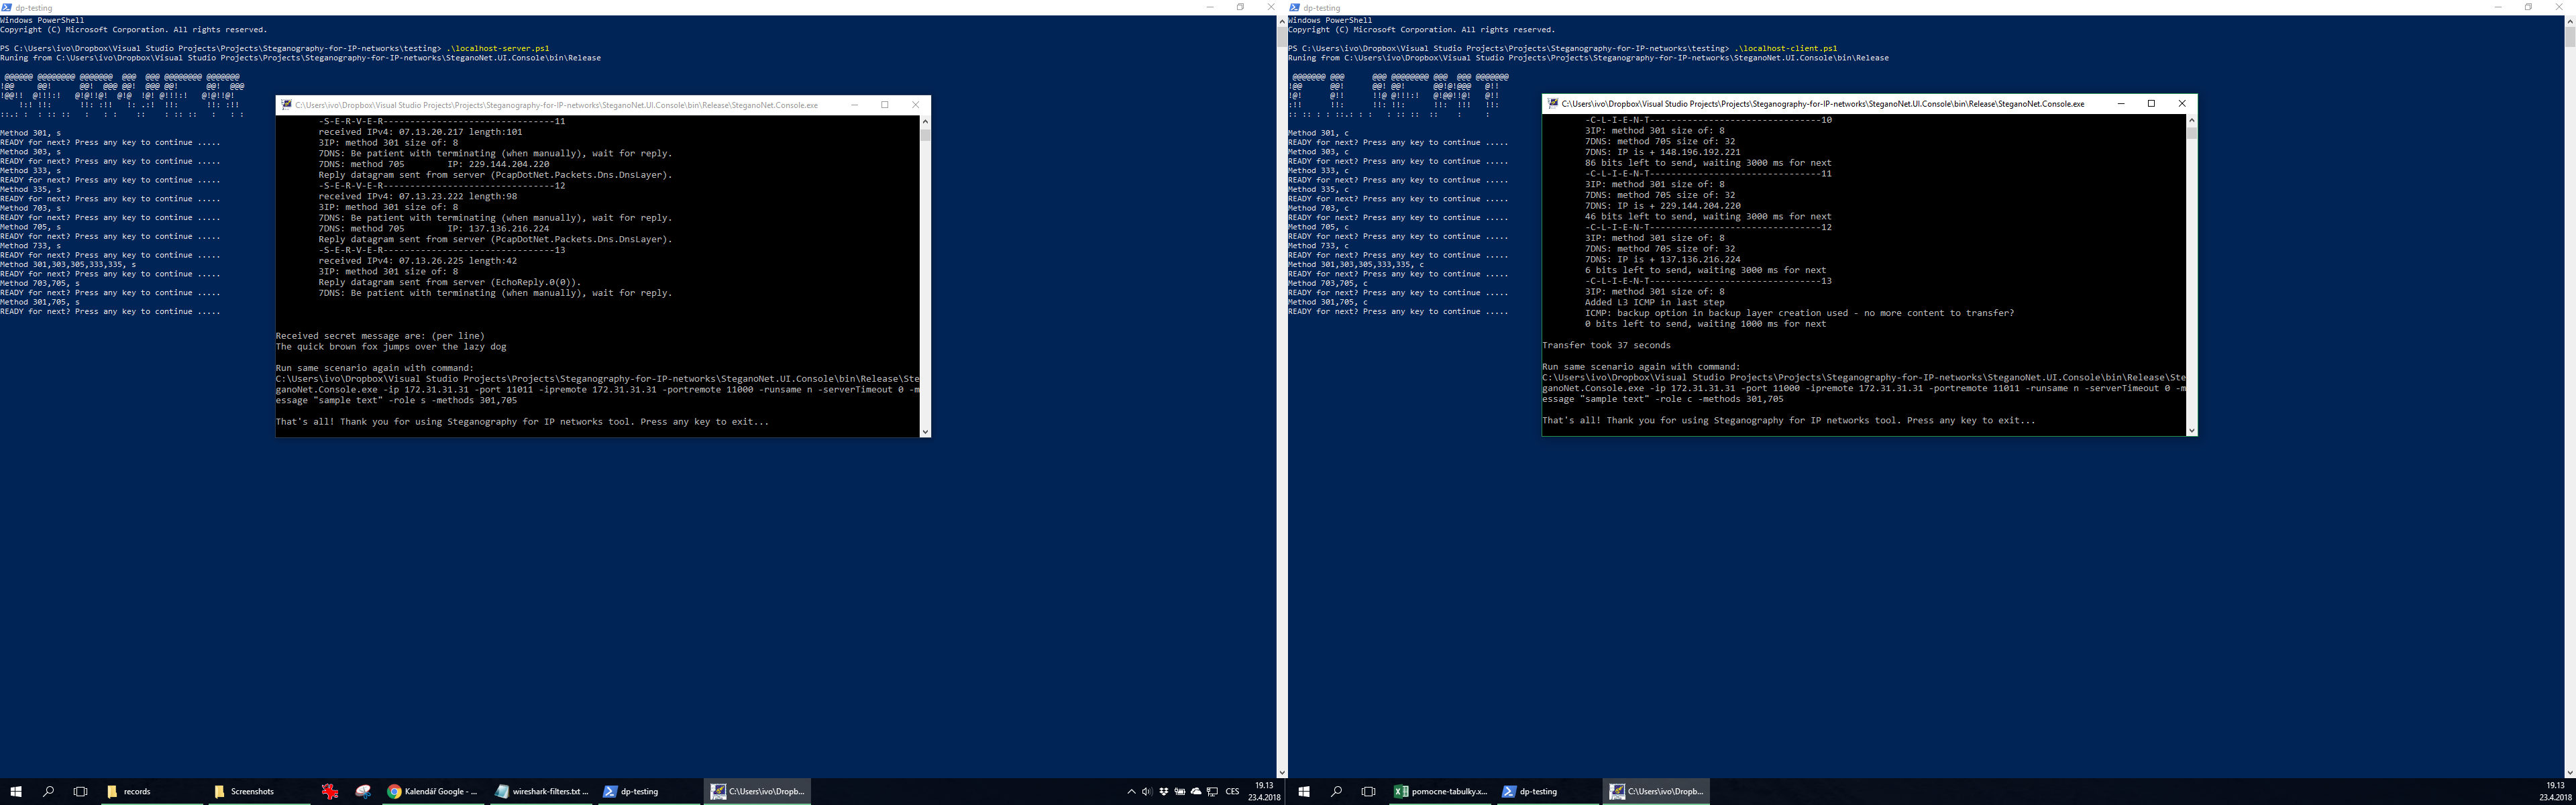 dp-testing
Windows PowerShell
Copyright (C) Microsoft Corporation. All rights reserved.
PS C:\Users\ivo\Dropbox\Visual Studio Projects\Projects\Steganography-for-IP-networks\testing> .\localhost-server.ps1
Runing from C:\Users\ivo\Dropbox\Visual Studio Projects\Projects\Steganography-for-IP-networks\SteganoNet.UI.Console\bin\Release
Method 301, s
READY for next? Press any key to continue .....
Method 303, s
READY for next? Press any key to continue .....
Method 333, s
READY for next? Press any key to continue .....
Method 335, s
READY for next? Press any key to continue .....
Method 703, s
READY for next? Press any key to continue .....
Method 705, s
READY for next? Press any key to continue .....
Method 733, s
READY for next? Press any key to continue .....
Method 301,303,305,333,335, s
READY for next? Press any key to continue .....
Method 703,705, s
READY for next? Press any key to continue .....
Method 301,705, s
READY for next? Press any key to continue .....
C:\Users\ivo\Dropbox\Visual Studio Projects\Projects\Steganography-for-IP-networks\SteganoNet.UI.Console\bin\Release\SteganoNet.Console.exe
-S-E-R-V-E-R--------------------------------11
received IPv4: 07.13.20.217 length:101
3IP: method 301 size of: 8
7DNS: Be patient with terminating (when manually), wait for reply.
7DNS: method 705 IP: 229.144.204.220
Reply datagram sent from server (PcapDotNet.Packets.Dns.DnsLayer).
-S-E-R-V-E-R--------------------------------12
received IPv4: 07.13.23.222 length:98
3IP: method 301 size of: 8
7DNS: Be patient with terminating (when manually), wait for reply.
7DNS: method 705 IP: 137.136.216.224
Reply datagram sent from server (PcapDotNet.Packets.Dns.DnsLayer).
-S-E-R-V-E-R--------------------------------13
received IPv4: 07.13.26.225 length:42
3IP: method 301 size of: 8
Reply datagram sent from server (EchoReply.0(0)).
7DNS: Be patient with terminating (when manually), wait for reply.
Received secret message are: (per line)
The quick brown fox jumps over the lazy dog
Run same scenario again with command:
C:\Users\ivo\Dropbox\Visual Studio Projects\Projects\Steganography-for-IP-networks\SteganoNet.UI.Console\bin\Release\Ste
ganoNet.Console.exe -ip 172.31.31.31 -port 11011 -ipremote 172.31.31.31 -portremote 11000 -runsame n -serverTimeout 0 -m
essage "sample text" -role s -methods 301,705
That's all! Thank you for using Steganography for IP networks tool. Press any key to exit...
records
Screenshots
Kalendář Google - ...
wireshark-filters.txt ...
dp-testing
C:\Users\ivo\Dropb...
CES
19.13
23.4.2018
dp-testing
Windows PowerShell
Copyright (C) Microsoft Corporation. All rights reserved.
PS C:\Users\ivo\Dropbox\Visual Studio Projects\Projects\Steganography-for-IP-networks\testing> .\localhost-client.ps1
Runing from C:\Users\ivo\Dropbox\Visual Studio Projects\Projects\Steganography-for-IP-networks\SteganoNet.UI.Console\bin\Release
Method 301, c
READY for next? Press any key to continue .....
Method 303, c
READY for next? Press any key to continue .....
Method 333, c
READY for next? Press any key to continue .....
Method 335, c
READY for next? Press any key to continue .....
Method 703, c
READY for next? Press any key to continue .....
Method 705, c
READY for next? Press any key to continue .....
Method 733, c
READY for next? Press any key to continue .....
Method 301,303,305,333,335, c
READY for next? Press any key to continue .....
Method 703,705, c
READY for next? Press any key to continue .....
Method 301,705, c
READY for next? Press any key to continue .....
C:\Users\ivo\Dropbox\Visual Studio Projects\Projects\Steganography-for-IP-networks\SteganoNet.UI.Console\bin\Release\SteganoNet.Console.exe
-C-L-I-E-N-T--------------------------------10
3IP: method 301 size of: 8
7DNS: method 705 size of: 32
7DNS: IP is + 148.196.192.221
86 bits left to send, waiting 3000 ms for next
-C-L-I-E-N-T--------------------------------11
3IP: method 301 size of: 8
7DNS: method 705 size of: 32
7DNS: IP is + 229.144.204.220
46 bits left to send, waiting 3000 ms for next
-C-L-I-E-N-T--------------------------------12
3IP: method 301 size of: 8
7DNS: method 705 size of: 32
7DNS: IP is + 137.136.216.224
6 bits left to send, waiting 3000 ms for next
-C-L-I-E-N-T--------------------------------13
3IP: method 301 size of: 8
Added L3 ICMP in last step
ICMP: backup option in backup layer creation used - no more content to transfer?
0 bits left to send, waiting 1000 ms for next
Transfer took 37 seconds
Run same scenario again with command:
C:\Users\ivo\Dropbox\Visual Studio Projects\Projects\Steganography-for-IP-networks\SteganoNet.UI.Console\bin\Release\Ste
ganoNet.Console.exe -ip 172.31.31.31 -port 11000 -ipremote 172.31.31.31 -portremote 11011 -runsame n -serverTimeout 0 -m
essage "sample text" -role c -methods 301,705
That's all! Thank you for using Steganography for IP networks tool. Press any key to exit...
pomocne-tabulky.x...
dp-testing
C:\Users\ivo\Dropb...
19.13
23.4.2018